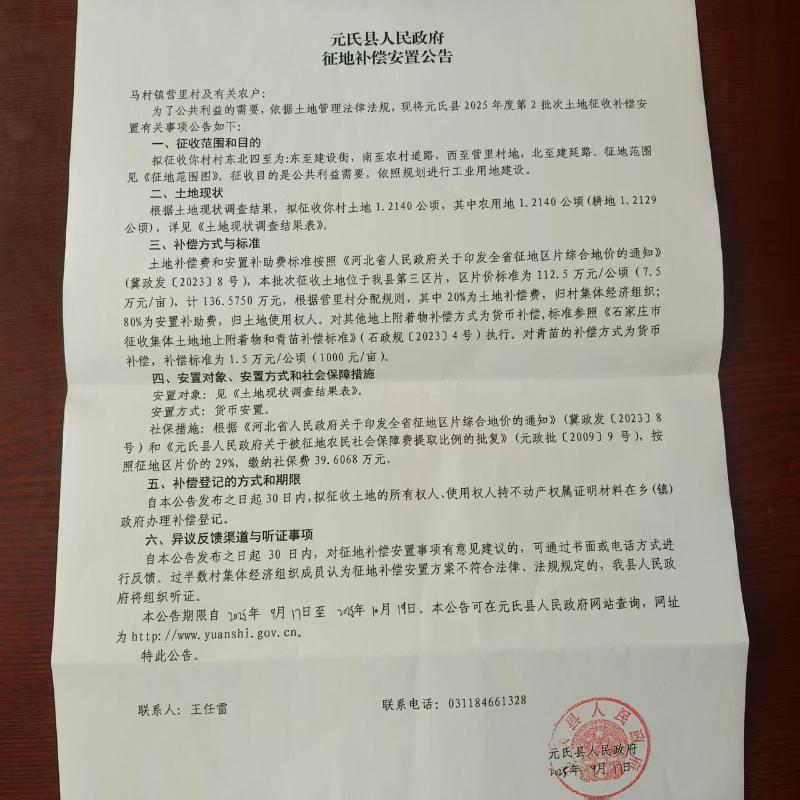 元氏县人民政府
征地补偿安置公告
马村镇营里村及有关农户：
为了公共利益的需要，依据土地管理法律法规，现将元氏县2025年度第2批次土地征收补偿安
置有关事项公告如下：
一、征收范围和目的
拟征收你村村东北四至为：东至建设街，南至农村道路，西至营里村地，北至建延路．征地范围
见《征地范围图》。征收目的是公共利益需要，依照规划进行工业用地建设。
二、土地现状
根据土地现状调查结果，拟征收你村土地1.2140公顷，其中农用地1.2140公顷(耕地1.2129
公顷)，详见《土地现状调查结果表》。
三、补偿方式与标准
土地补偿费和安置补助费标准按照《河北省人民政府关于印发全省征地区片综合地价的通知》
(冀政发〔2023〕8号)，本批次征收土地位于我县第三区片，区片价标准为112.5万元/公顷（7.5
万元/亩），计136.5750万元，根据营里村分配规则，其中20%为土地补偿费，归村集体经济组织；
80%为安置补助费，归土地使用权人。对其他地上附着物补偿方式为货币补偿,标准参照《石家庄市
征收集体土地地上附着物和青苗补偿标准》(石政规〔2023〕4号)执行。对青苗的补偿方式为货币
补偿，补偿标准为1.5万元/公顷（1000元/亩）。
四、安置对象、安置方式和社会保障措施
安置对象：见《土地现状调查结果表》。
安置方式：货币安置。
社保措施：根据《河北省人民政府关于印发全省征地区片综合地价的通知》(冀政发〔2023〕8
号）和《元氏县人民政府关于被征地农民社会保障费提取比例的批复》(元政批〔2009〕9号)，按
照征地区片价的29%，缴纳社保费39.6068万元。
五、补偿登记的方式和期限
自本公告发布之日起30日内,拟征收土地的所有权人、使用权人持不动产权属证明材料在乡(镇)
政府办理补偿登记。
六、异议反馈渠道与听证事项
自本公告发布之日起30日内，对征地补偿安置事项有意见建议的，可通过书面或电话方式进
行反馈。过半数村集体经济组织成员认为征地补偿安置方案不符合法律、法规规定的，我县人民政
府将组织听证。
本公告期限自2025年9月17日至2025年10月19日。本公告可在元氏县人民政府网站查询，网址
为http://www.yuanshi.gov.cn。
特此公告。
联系人：王任雷 联系电话：031184661328
元氏县人民政府
2025年9月17日